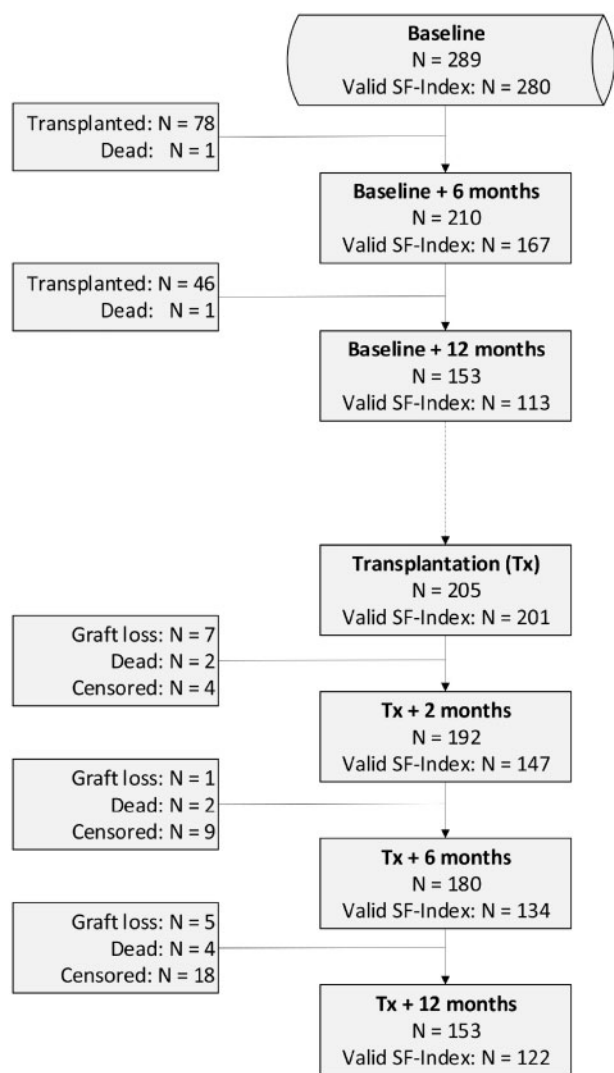 Baseline
N = 289
Valid SF-Index: N = 280
Transplanted: N = 78
Dead: N = 1
Baseline + 6 months
N = 210
Valid SF-Index: N = 167
Transplanted: N = 46
Dead: N = 1
Baseline + 12 months
N = 153
Valid SF-Index: N = 113
Transplantation (Tx)
N = 205
Valid SF-Index: N = 201
Graft loss: N = 7
Dead: N = 2
Censored: N = 4
Tx + 2 months
N = 192
Valid SF-Index: N = 147
Graft loss: N = 1
Dead: N = 2
Censored: N = 9
Tx + 6 months
N = 180
Valid SF-Index: N = 134
Graft loss: N = 5
Dead: N = 4
Censored: N = 18
Tx + 12 months
N = 153
Valid SF-Index: N = 122